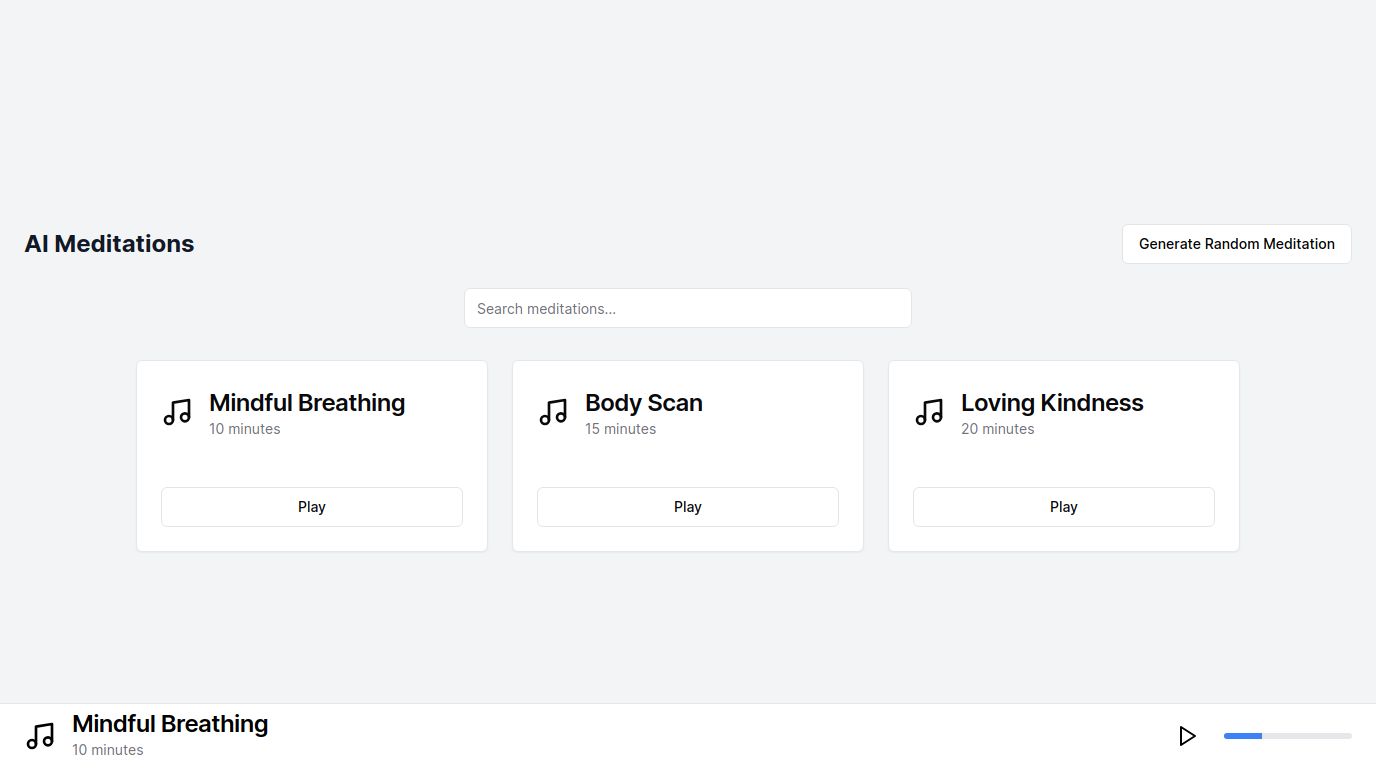 AI Meditations
Generate Random Meditation
Search meditations...
Mindful Breathing
10 minutes
Play
Body Scan
15 minutes
Play
Loving Kindness
20 minutes
Play
Mindful Breathing
10 minutes